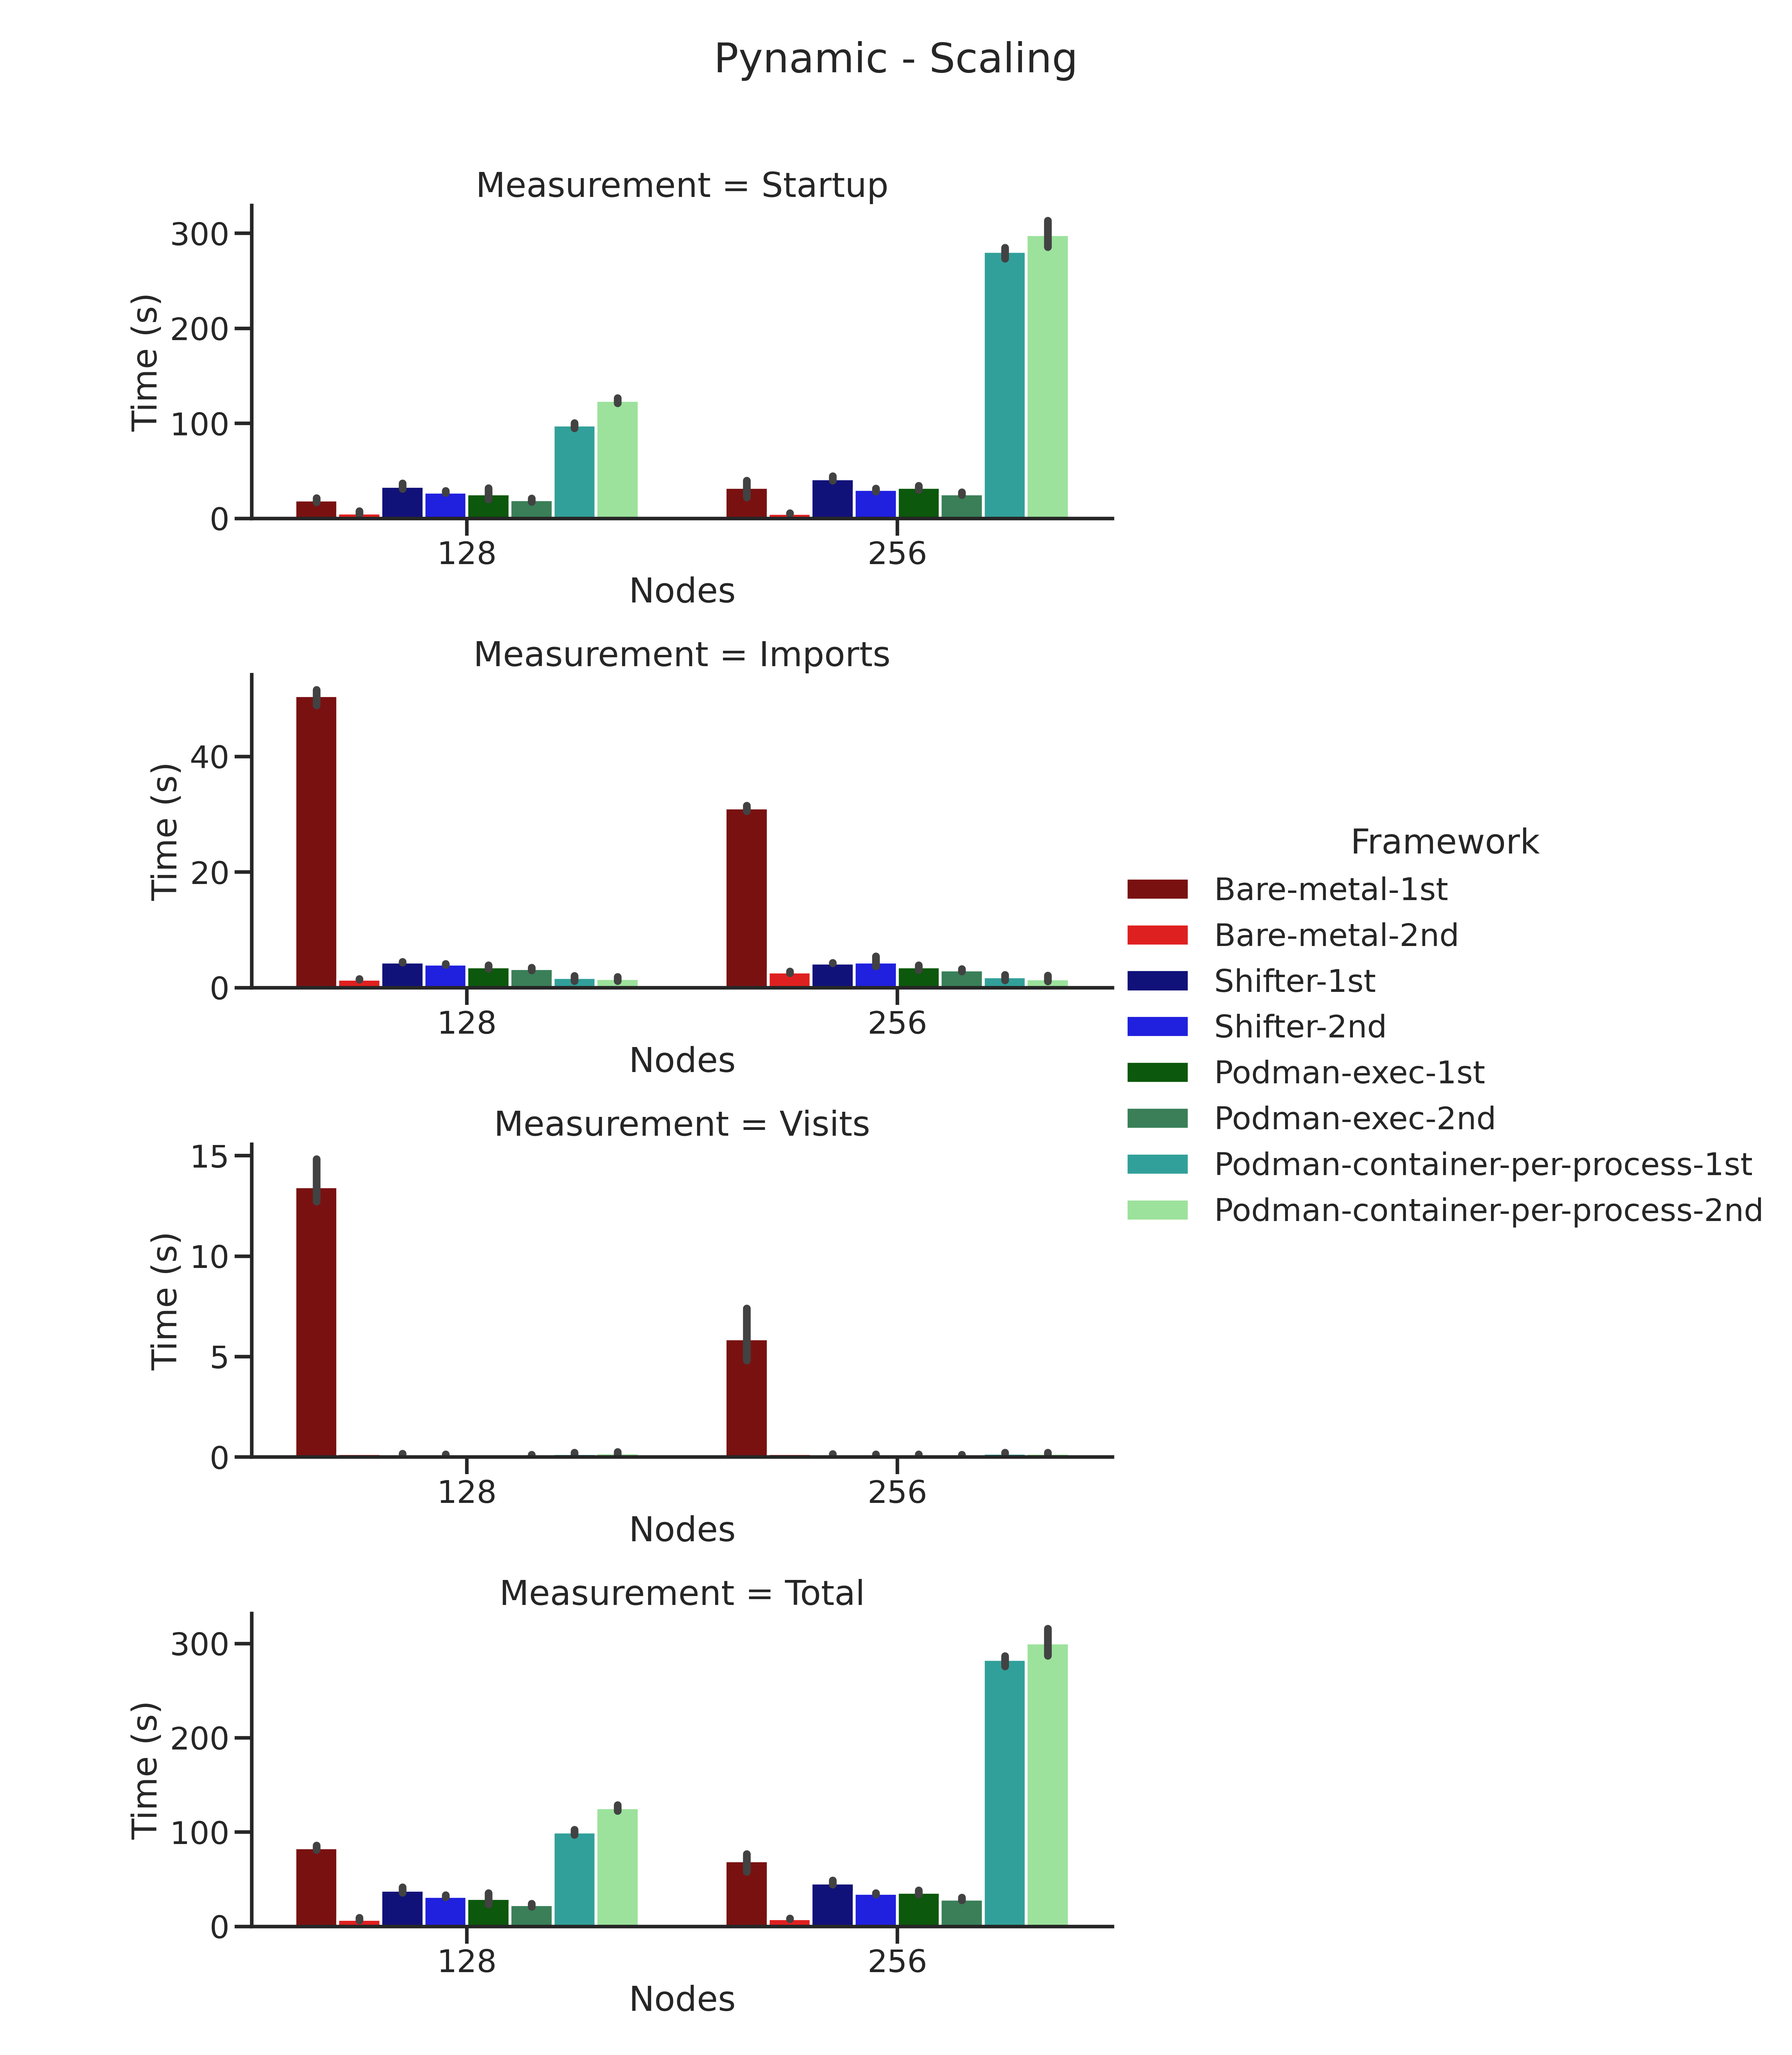 Pynamic - Scaling
Measurement = Startup
300
200
100
0
Time (s)
128
256
Nodes
Measurement = Imports
40
20
0
Time (s)
128
256
Nodes
Framework
Bare-metal-1st
Bare-metal-2nd
Shifter-1st
Shifter-2nd
Podman-exec-1st
Podman-exec-2nd
Podman-container-per-process-1st
Podman-container-per-process-2nd
Measurement = Visits
15
10
5
0
Time (s)
128
256
Nodes
Measurement = Total
300
200
100
0
Time (s)
128
256
Nodes